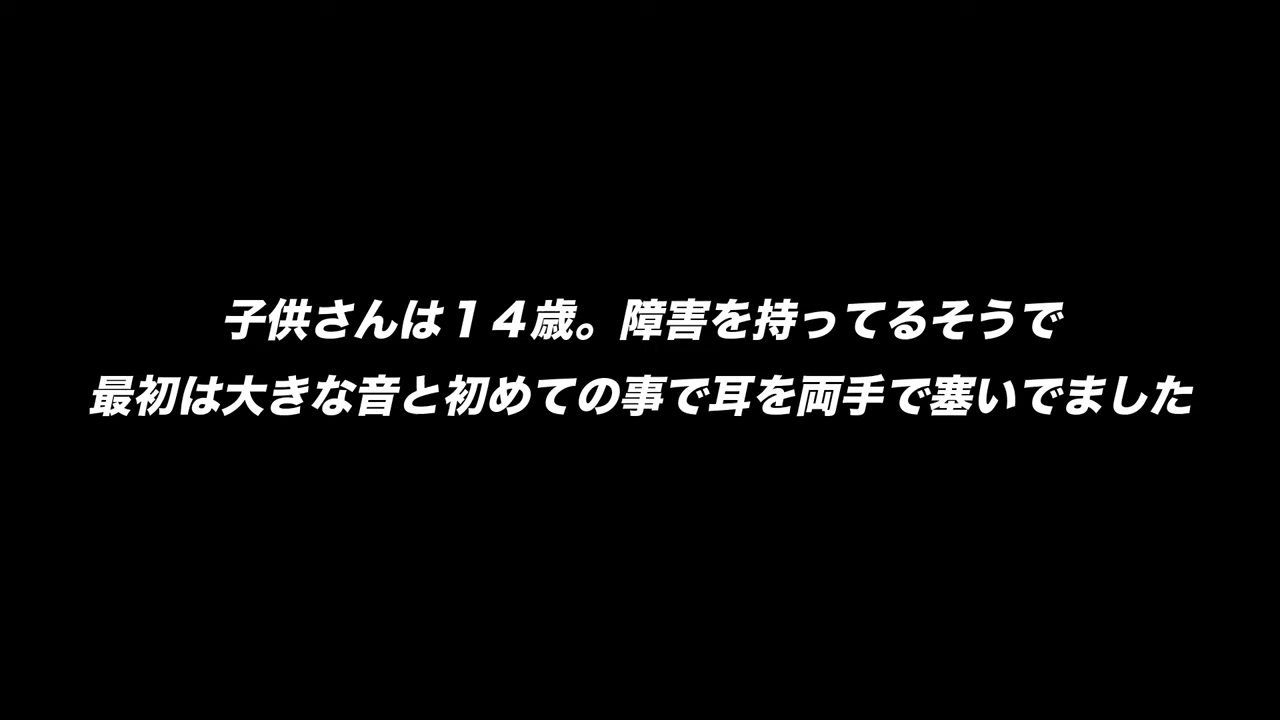 子供さんは１４歳。障害を持ってるそうで
最初は大きな音と初めての事で耳を両手で塞いでました